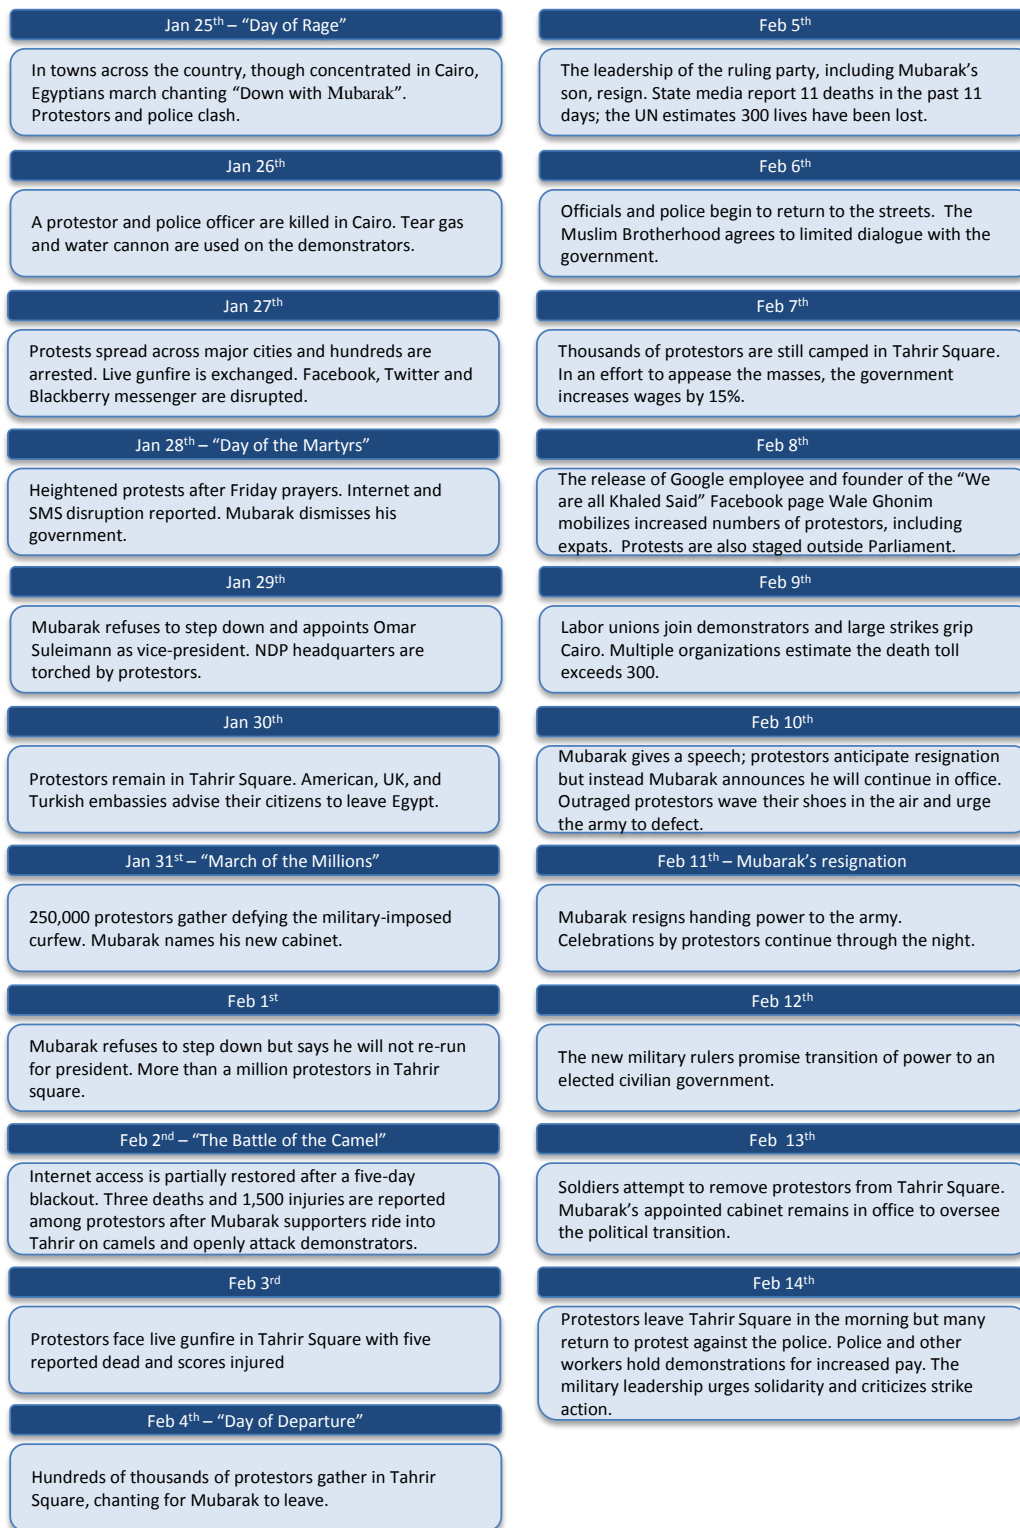 Jan 25th – “Day of Rage”
In towns across the country, though concentrated in Cairo,
Egyptians march chanting “Down with Mubarak”.
Protestors and police clash.
Jan 26th
A protestor and police officer are killed in Cairo. Tear gas
and water cannon are used on the demonstrators.
Jan 27th
Protests spread across major cities and hundreds are
arrested. Live gunfire is exchanged. Facebook, Twitter and
Blackberry messenger are disrupted.
Jan 28th – “Day of the Martyrs”
Heightened protests after Friday prayers. Internet and
SMS disruption reported. Mubarak dismisses his
government.
Jan 29th
Mubarak refuses to step down and appoints Omar
Suleimann as vice-president. NDP headquarters are
torched by protestors.
Jan 30th
Protestors remain in Tahrir Square. American, UK, and
Turkish embassies advise their citizens to leave Egypt.
Jan 31st – “March of the Millions”
250,000 protestors gather defying the military-imposed
curfew. Mubarak names his new cabinet.
Feb 1st
Mubarak refuses to step down but says he will not re-run
for president. More than a million protestors in Tahrir
square.
Feb 2nd – “The Battle of the Camel”
Internet access is partially restored after a five-day
blackout. Three deaths and 1,500 injuries are reported
among protestors after Mubarak supporters ride into
Tahrir on camels and openly attack demonstrators.
Feb 3rd
Protestors face live gunfire in Tahrir Square with five
reported dead and scores injured
Feb 4th – “Day of Departure”
Hundreds of thousands of protestors gather in Tahrir
Square, chanting for Mubarak to leave.
Feb 5th
The leadership of the ruling party, including Mubarak’s
son, resign. State media report 11 deaths in the past 11
days; the UN estimates 300 lives have been lost.
Feb 6th
Officials and police begin to return to the streets. The
Muslim Brotherhood agrees to limited dialogue with the
government.
Feb 7th
Thousands of protestors are still camped in Tahrir Square.
In an effort to appease the masses, the government
increases wages by 15%.
Feb 8th
The release of Google employee and founder of the “We
are all Khaled Said” Facebook page Wale Ghonim
mobilizes increased numbers of protestors, including
expats. Protests are also staged outside Parliament.
Feb 9th
Labor unions join demonstrators and large strikes grip
Cairo. Multiple organizations estimate the death toll
exceeds 300.
Feb 10th
Mubarak gives a speech; protestors anticipate resignation
but instead Mubarak announces he will continue in office.
Outraged protestors wave their shoes in the air and urge
the army to defect.
Feb 11th – Mubarak’s resignation
Mubarak resigns handing power to the army.
Celebrations by protestors continue through the night.
Feb 12th
The new military rulers promise transition of power to an
elected civilian government.
Feb 13th
Soldiers attempt to remove protestors from Tahrir Square.
Mubarak’s appointed cabinet remains in office to oversee
the political transition.
Feb 14th
Protestors leave Tahrir Square in the morning but many
return to protest against the police. Police and other
workers hold demonstrations for increased pay. The
military leadership urges solidarity and criticizes strike
action.